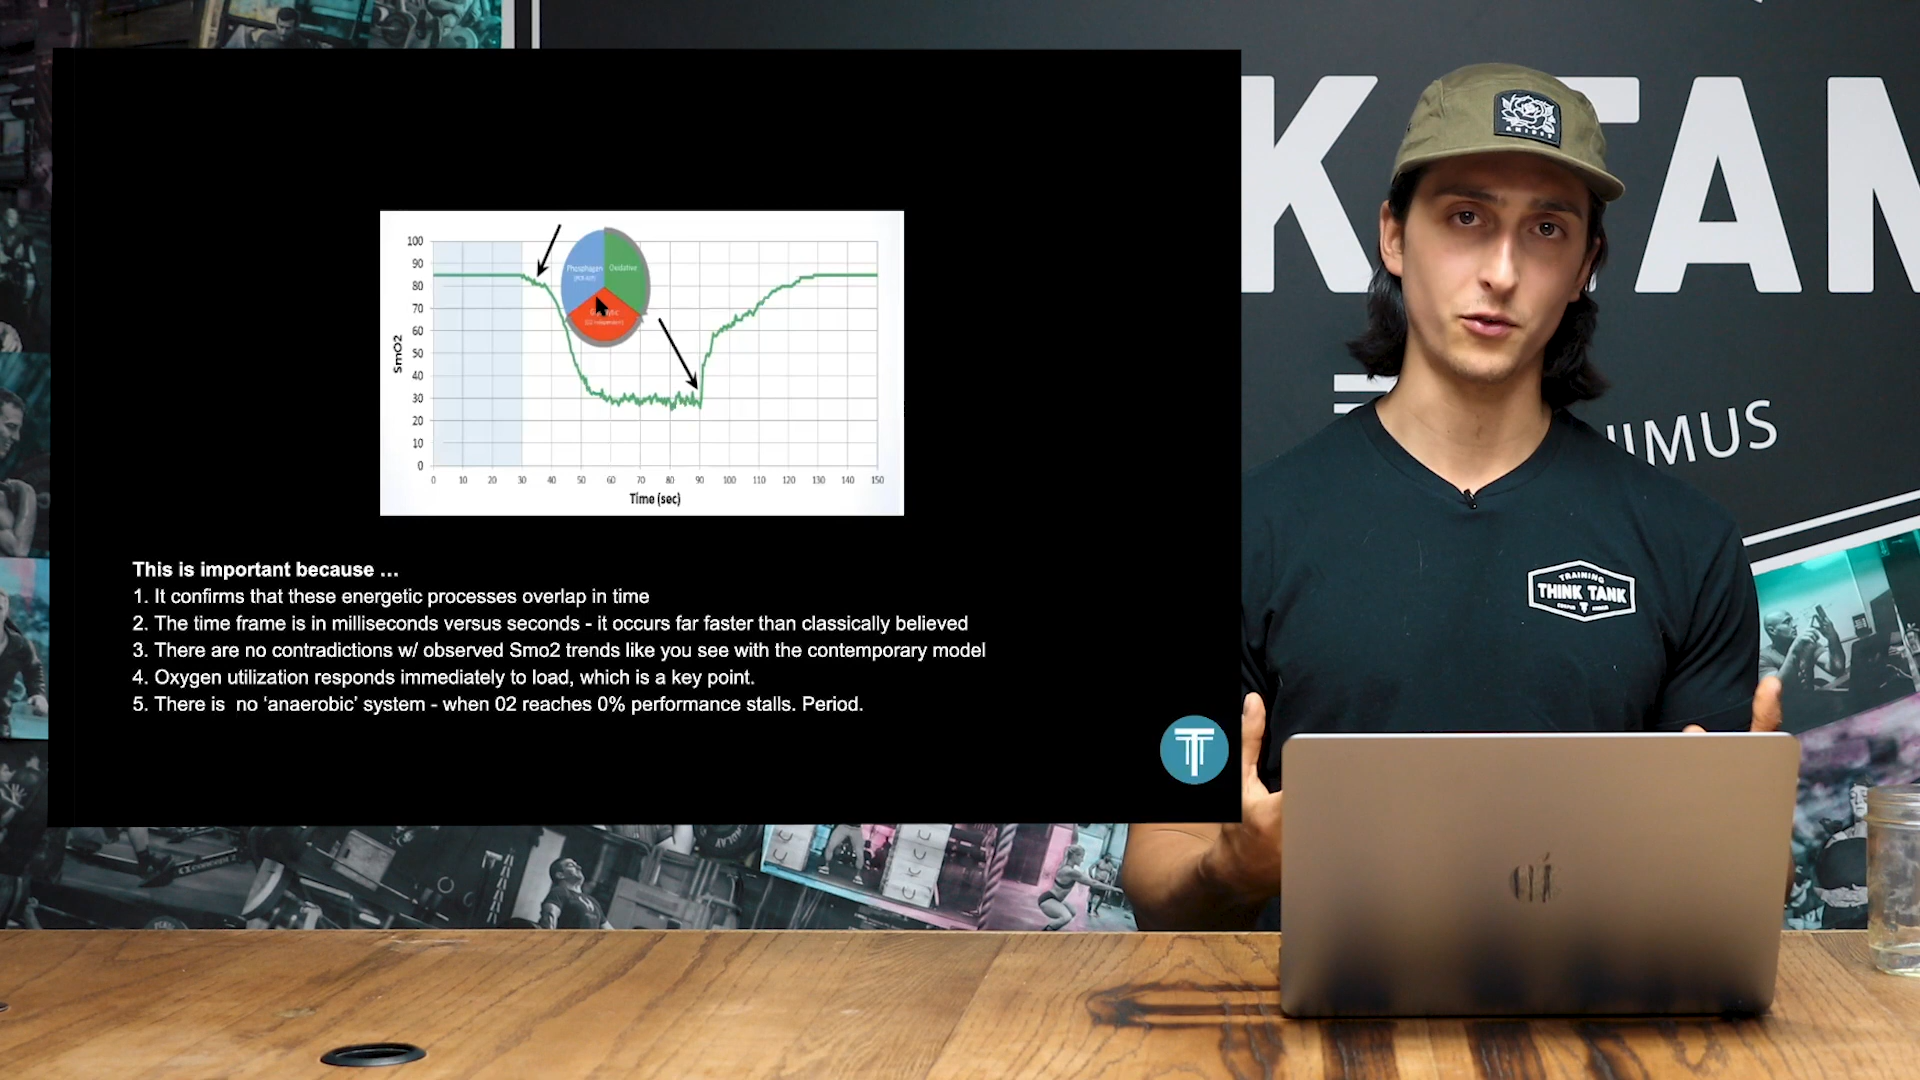 K TAN
NIMUS
ANIDIS
TRAINING
THINK TANK
100
90
80
70
60
50
40
30
20
10
0
SmO2
Phosphagen
Oxidative
0 10 20 30 40 50 60 70 80 90 100 110 120 130 140 150
Time (sec)
This is important because ...
1. It confirms that these energetic processes overlap in time
2. The time frame is in milliseconds versus seconds - it occurs far faster than classically believed
3. There are no contradictions w/ observed Smo2 trends like you see with the contemporary model
4. Oxygen utilization responds immediately to load, which is a key point.
5. There is  no ‘anaerobic’ system - when 02 reaches 0% performance stalls. Period.
T